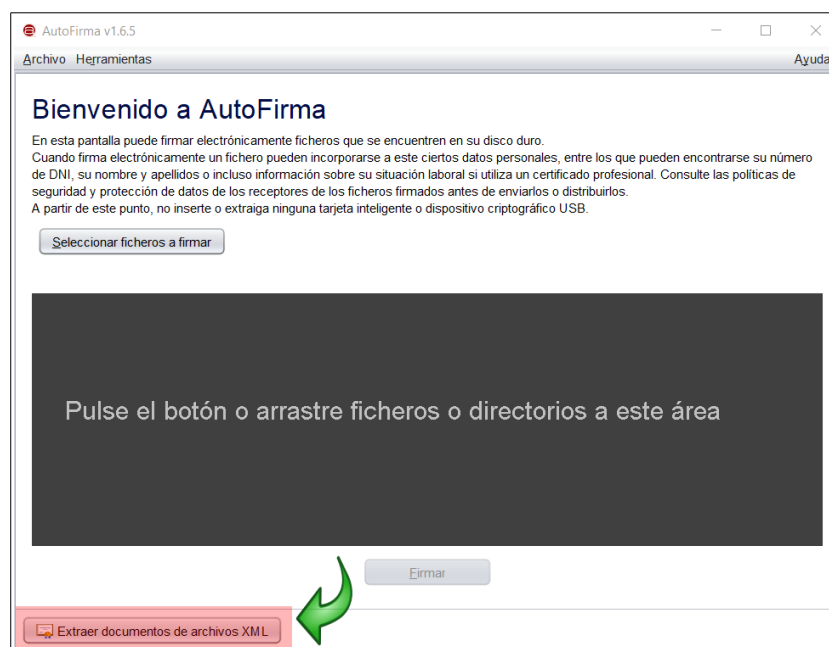 AutoFirma v1.6.5
Archivo Herramientas Ayuda
Bienvenido a AutoFirma
En esta pantalla puede firmar electrónicamente ficheros que se encuentren en su disco duro.
Cuando firma electrónicamente un fichero pueden incorporarse a este ciertos datos personales, entre los que pueden encontrarse su número
de DNI, su nombre y apellidos o incluso información sobre su situación laboral si utiliza un certificado profesional. Consulte las políticas de
seguridad y protección de datos de los receptores de los ficheros firmados antes de enviarlos o distribuirlos.
A partir de este punto, no inserte o extraiga ninguna tarjeta inteligente o dispositivo criptográfico USB.
Seleccionar ficheros a firmar
Pulse el botón o arrastre ficheros o directorios a este área
Firmar
Extraer documentos de archivos XML